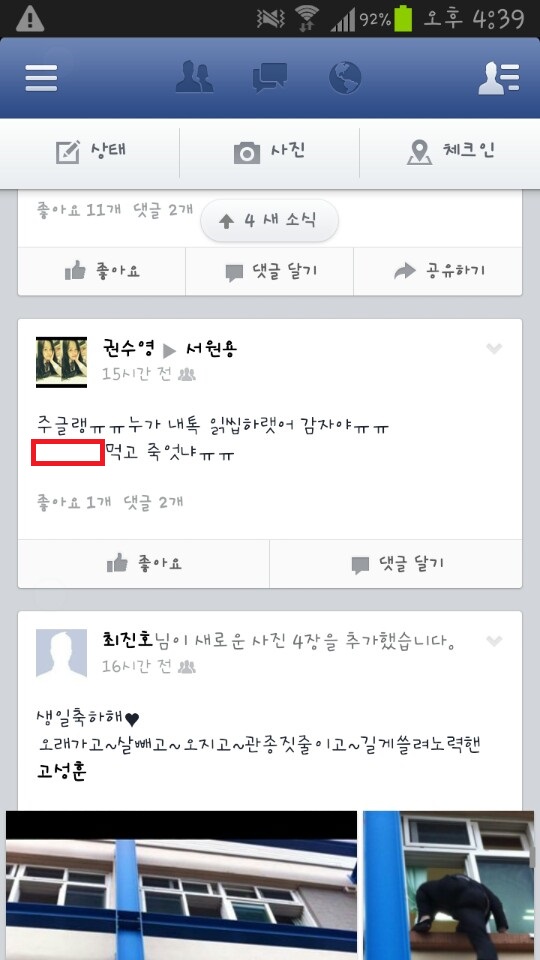 92% 오후 4:39
상태 사진 체크인
좋아요 11개 댓글 2개
4 새 소식
좋아요 댓글 달기 공유하기
권수영 ▶ 서원용
15시간 전
주글랭ㅠㅠ누가 내톡 읽씹하랫어 감자야ㅠㅠ
먹고 죽엇냐ㅠㅠ
좋아요 1개 댓글 2개
좋아요 댓글 달기
최진호님이 새로운 사진 4장을 추가했습니다.
16시간 전
생일축하해♥
오래가고~살빼고~오지고~관종짓줄이고~길게쓸려노력핸
고성훈